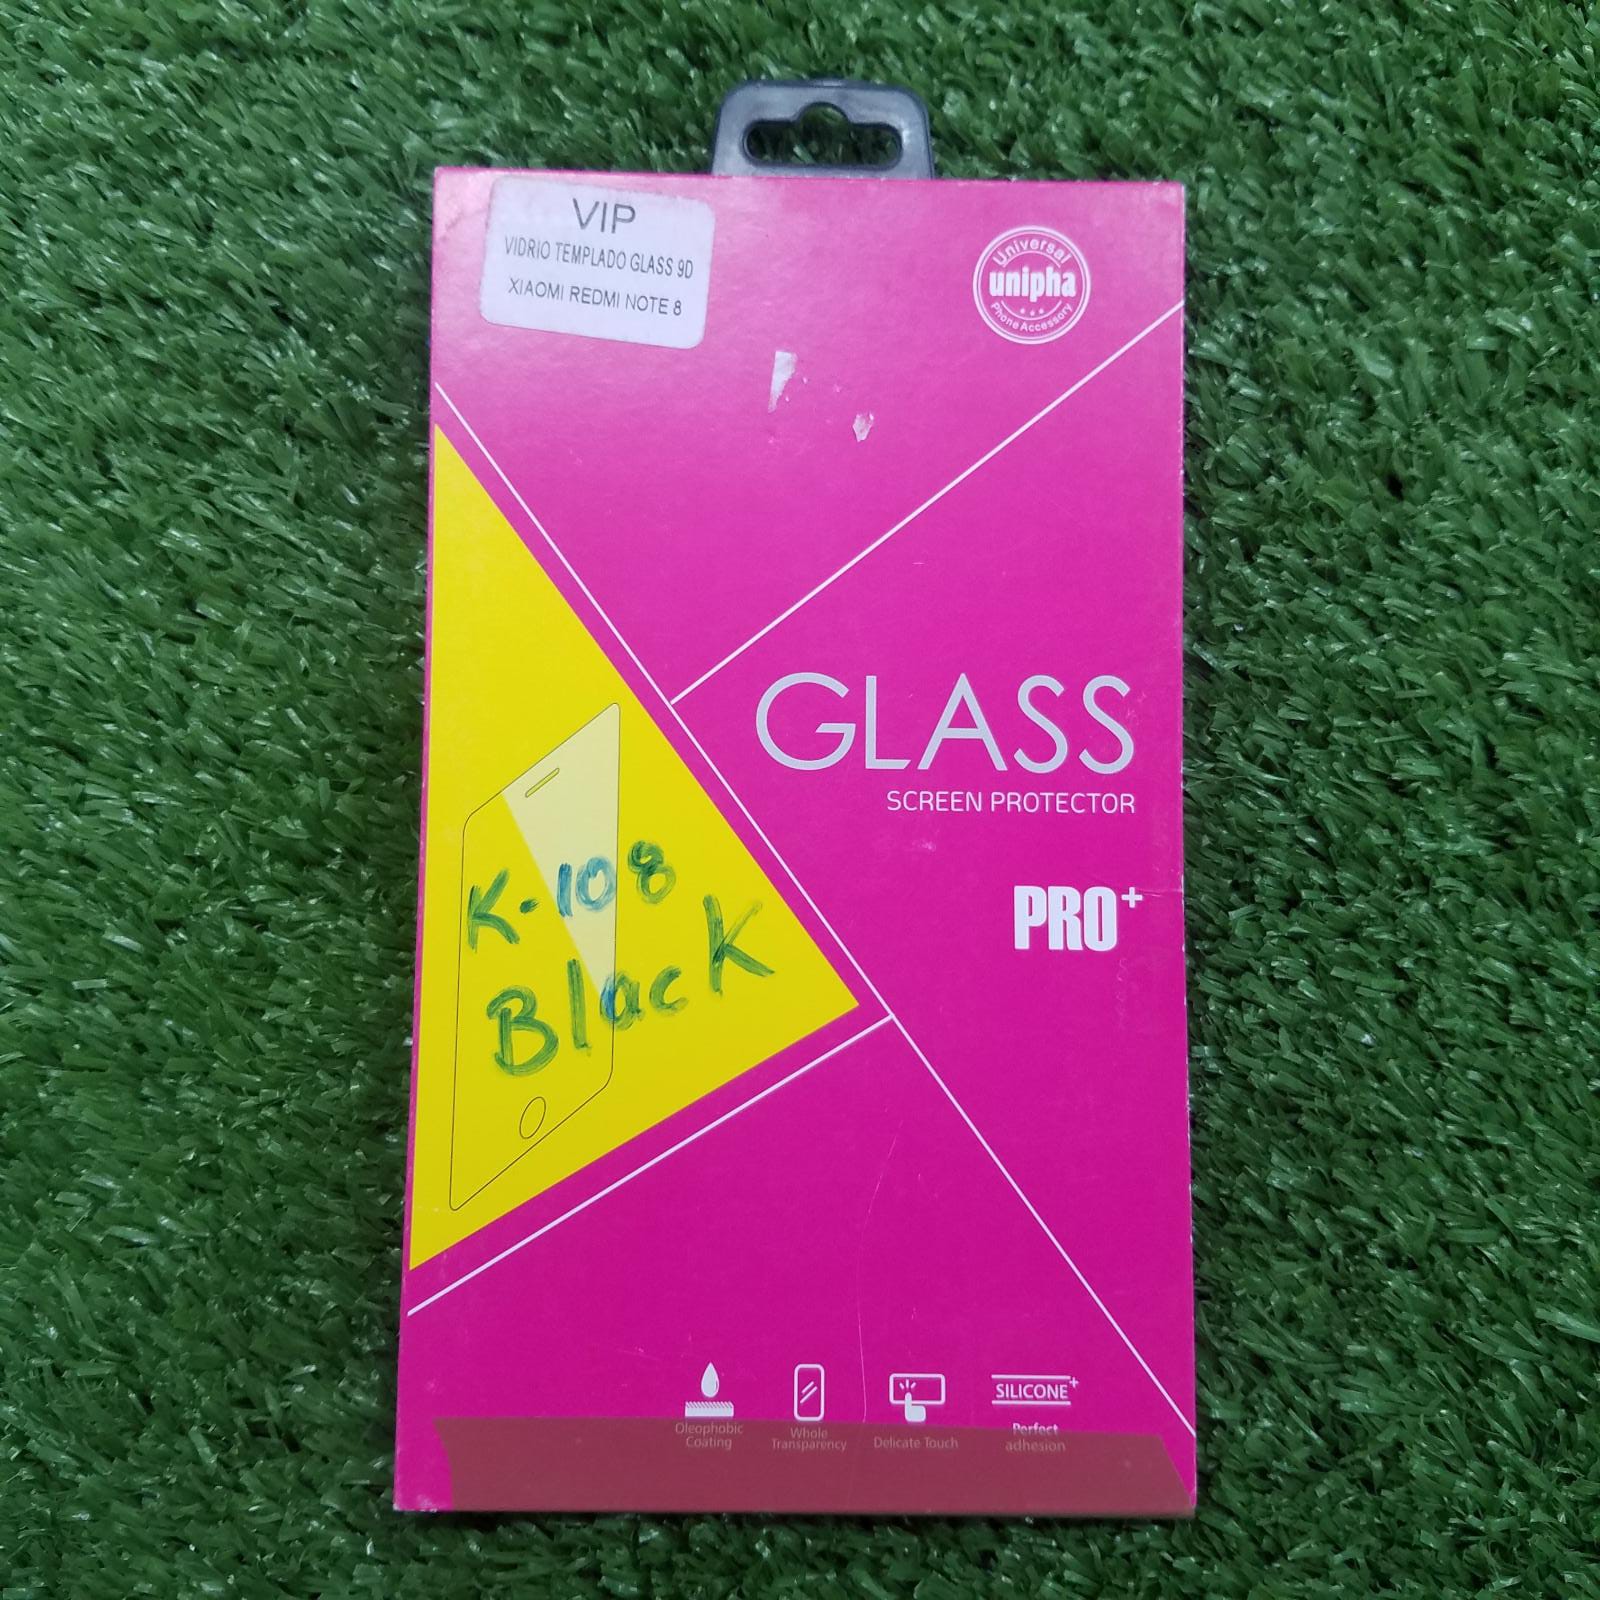 VIP
VIDRIO TEMPLADO GLASS 9D
XIAOMI REDMI NOTE 8
Universal
unipha
Phone Accessory
GLASS
SCREEN PROTECTOR
PRO+
K-108
Black
Oleophobic
Coating
Whole
Transparency
Delicate Touch
SILICONE+
Perfect
adhesion